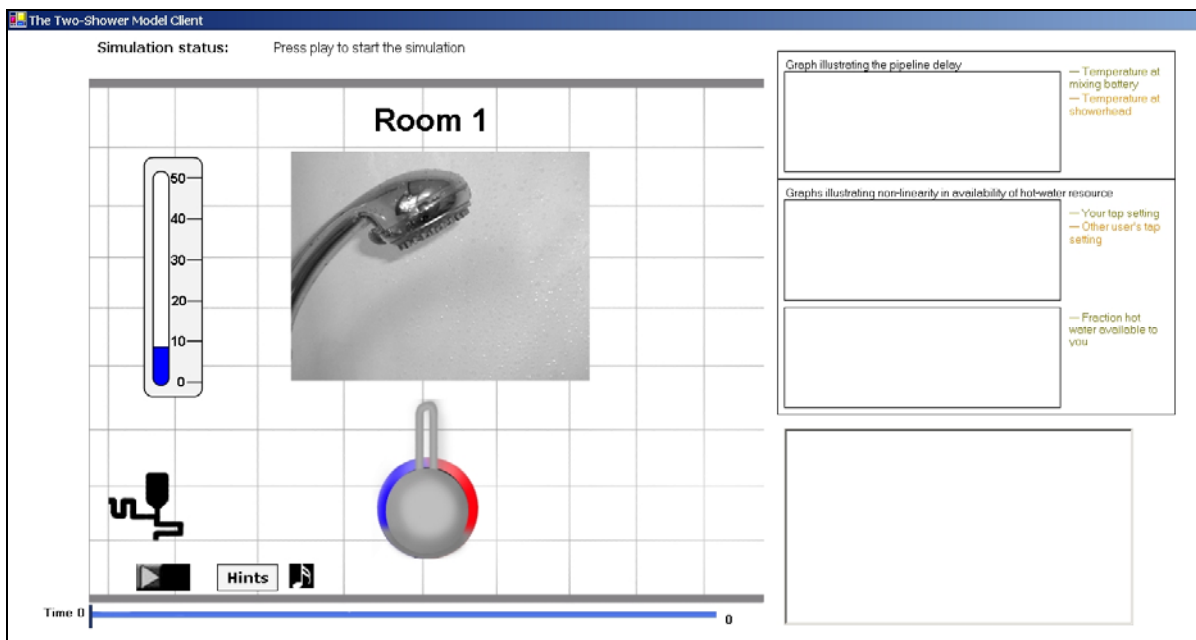 The Two-Shower Model Client
Simulation status: Press play to start the simulation
Room 1
50
40
30
20
10
0
Hints
Time 0
0
Graph illustrating the pipeline delay
— Temperature at
mixing battery
— Temperature at
showerhead
Graphs illustrating non-linearity in availability of hot-water resource
— Your tap setting
— Other user's tap
setting
— Fraction hot
water available to
you